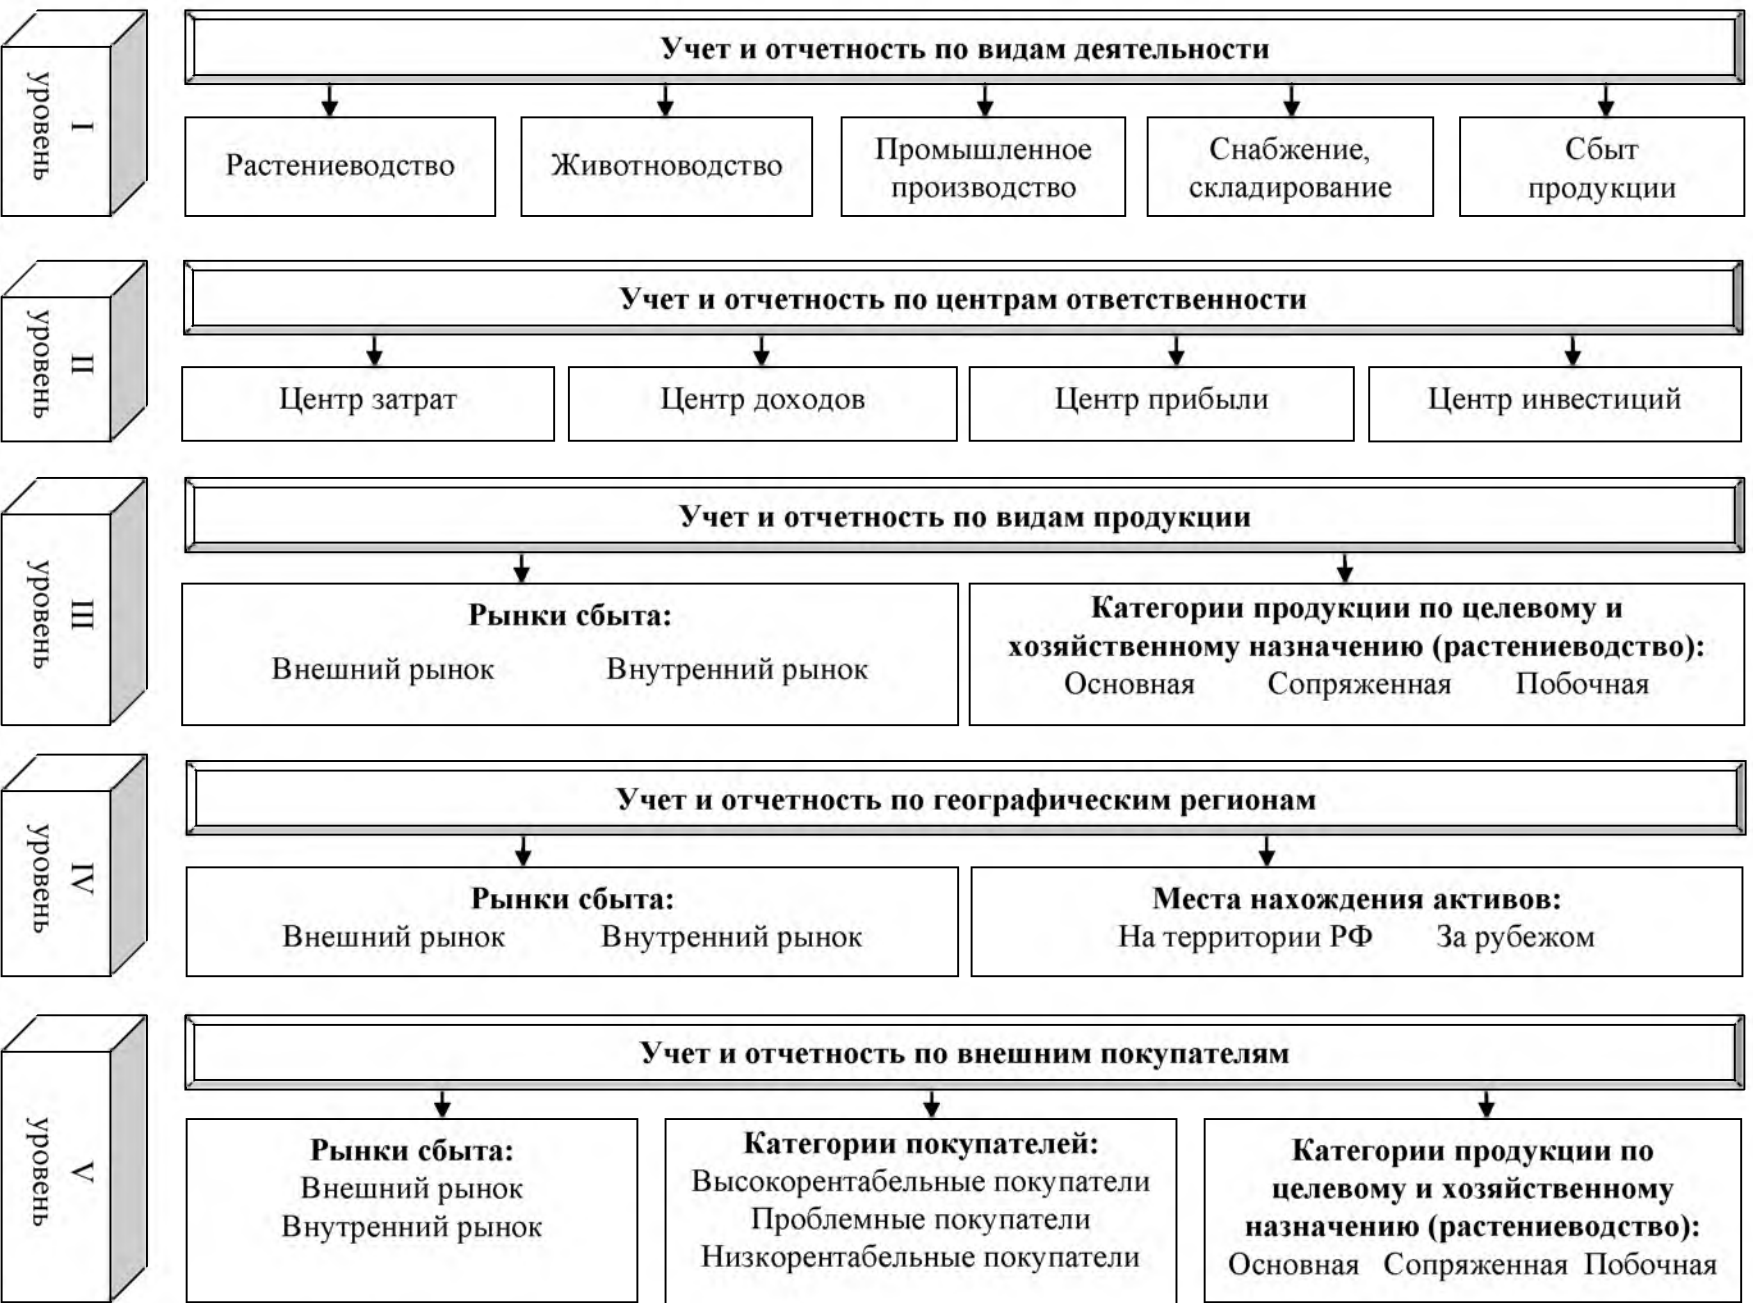 I
уровень
Учет и отчетность по видам деятельности
Растениеводство
Животноводство
Промышленное
производство
Снабжение,
складирование
Сбыт
продукции
II
уровень
Учет и отчетность по центрам ответственности
Центр затрат
Центр доходов
Центр прибыли
Центр инвестиций
III
уровень
Учет и отчетность по видам продукции
Рынки сбыта:
Внешний рынок Внутренний рынок
Категории продукции по целевому и
хозяйственному назначению (растениеводство):
Основная Сопряженная Побочная
IV
уровень
Учет и отчетность по географическим регионам
Рынки сбыта:
Внешний рынок Внутренний рынок
Места нахождения активов:
На территории РФ За рубежом
V
уровень
Учет и отчетность по внешним покупателям
Рынки сбыта:
Внешний рынок
Внутренний рынок
Категории покупателей:
Высокорентабельные покупатели
Проблемные покупатели
Низкорентабельные покупатели
Категории продукции по
целевому и хозяйственному
назначению (растениеводство):
Основная Сопряженная Побочная